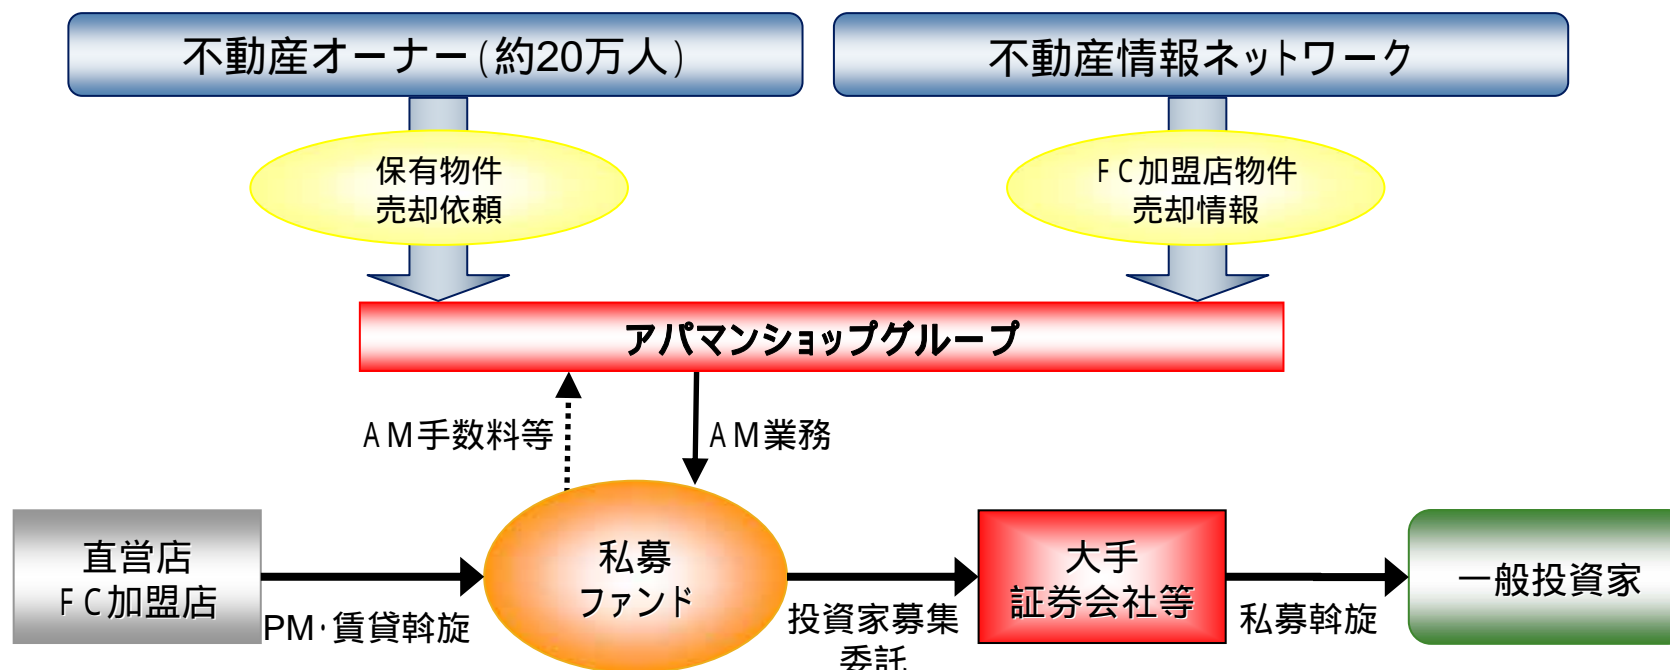 不動産オーナー(約20万人)
不動産情報ネットワーク
保有物件
売却依頼
FC加盟店物件
売却情報
アパマンショップグループ
AM手数料等
AM業務
直営店
FC加盟店
PM・賃貸斡旋
私募
ファンド
投資家募集
委託
大手
証券会社等
私募斡旋
一般投資家